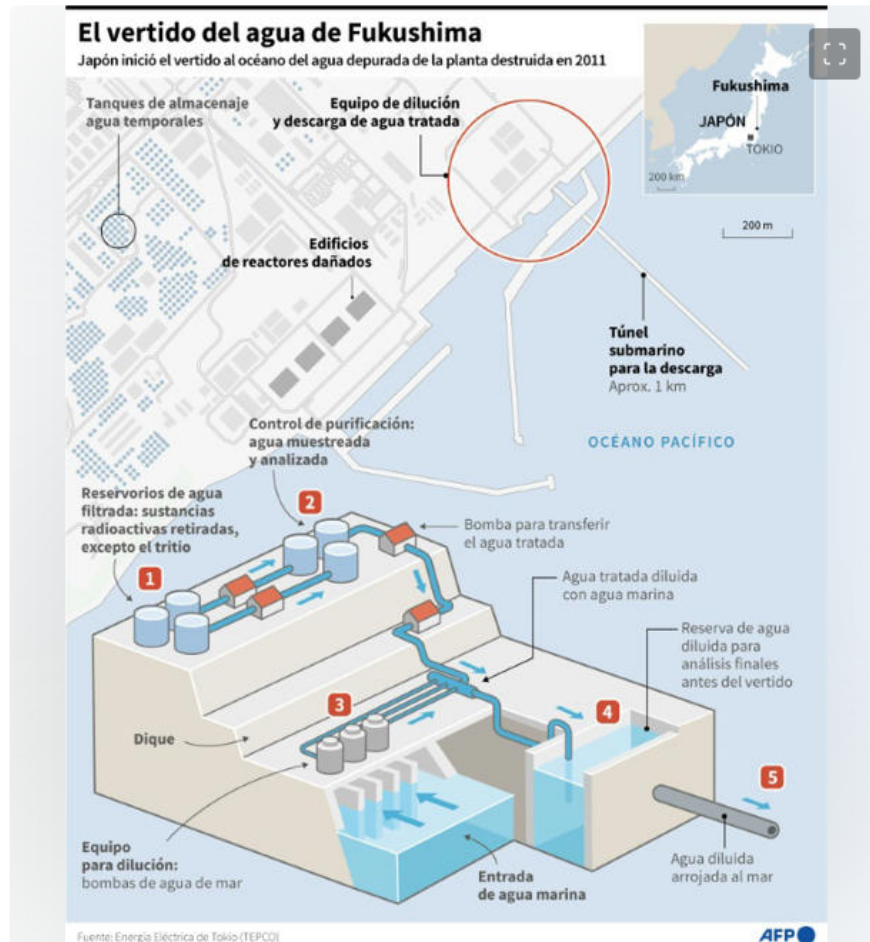 El vertido del agua de Fukushima
Japón inició el vertido al océano del agua depurada de la planta destruida en 2011
Tanques de almacenaje
agua temporales
Equipo de dilución
y descarga de agua tratada
Fukushima
JAPÓN
TOKIO
200 km
200 m
Edificios
de reactores dañados
Túnel
submarino
para la descarga
Aprox. 1 km
OCÉANO PACÍFICO
Control de purificación:
agua muestreada
y analizada
Reservorios de agua
filtrada: sustancias
radioactivas retiradas,
excepto el tritio
1
2
Bomba para transferir
el agua tratada
Agua tratada diluida
con agua marina
Reserva de agua
diluida para
análisis finales
antes del vertido
3
4
Dique
5
Equipo
para dilución:
bombas de agua de mar
Entrada
de agua marina
Agua diluida
arrojada al mar
Fuente: Energía Eléctrica de Tokio (TEPCO)
AFP